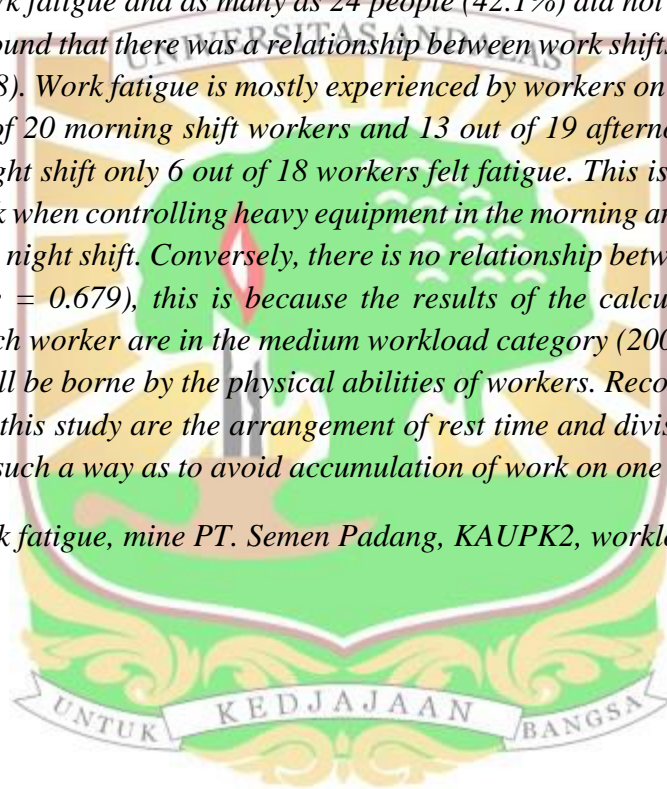 fatigue and as many as 24 people (42.1%) did not
UNIVERSITAS ANDALAS
ound that there was a relationship between work shifts
8). Work fatigue is mostly experienced by workers on
of 20 morning shift workers and 13 out of 19 afterno
ght shift only 6 out of 18 workers felt fatigue. This is
k when controlling heavy equipment in the morning an
night shift. Conversely, there is no relationship betw
= 0.679), this is because the results of the calcu
ch worker are in the medium workload category (200
ll be borne by the physical abilities of workers. Reco
this study are the arrangement of rest time and divis
such a way as to avoid accumulation of work on one
k fatigue, mine PT. Semen Padang, KAUPK2, workl
UNTUK KEDJAJAAN BANGSA